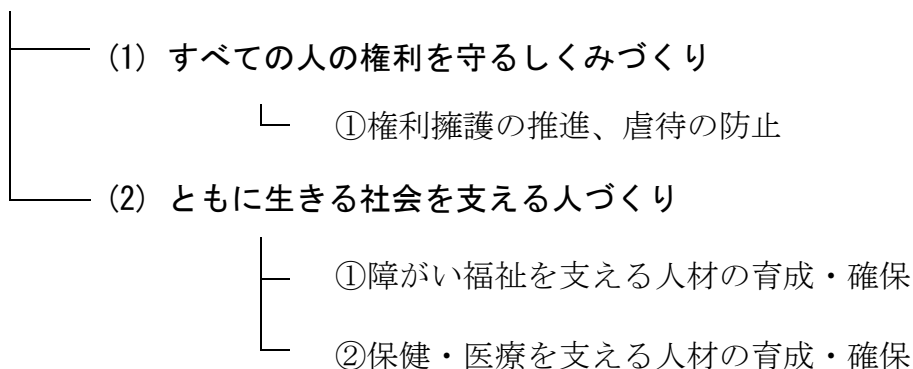 (1) すべての人の権利を守るしくみづくり
①権利擁護の推進、虐待の防止
(2) ともに生きる社会を支える人づくり
①障がい福祉を支える人材の育成・確保
②保健・医療を支える人材の育成・確保